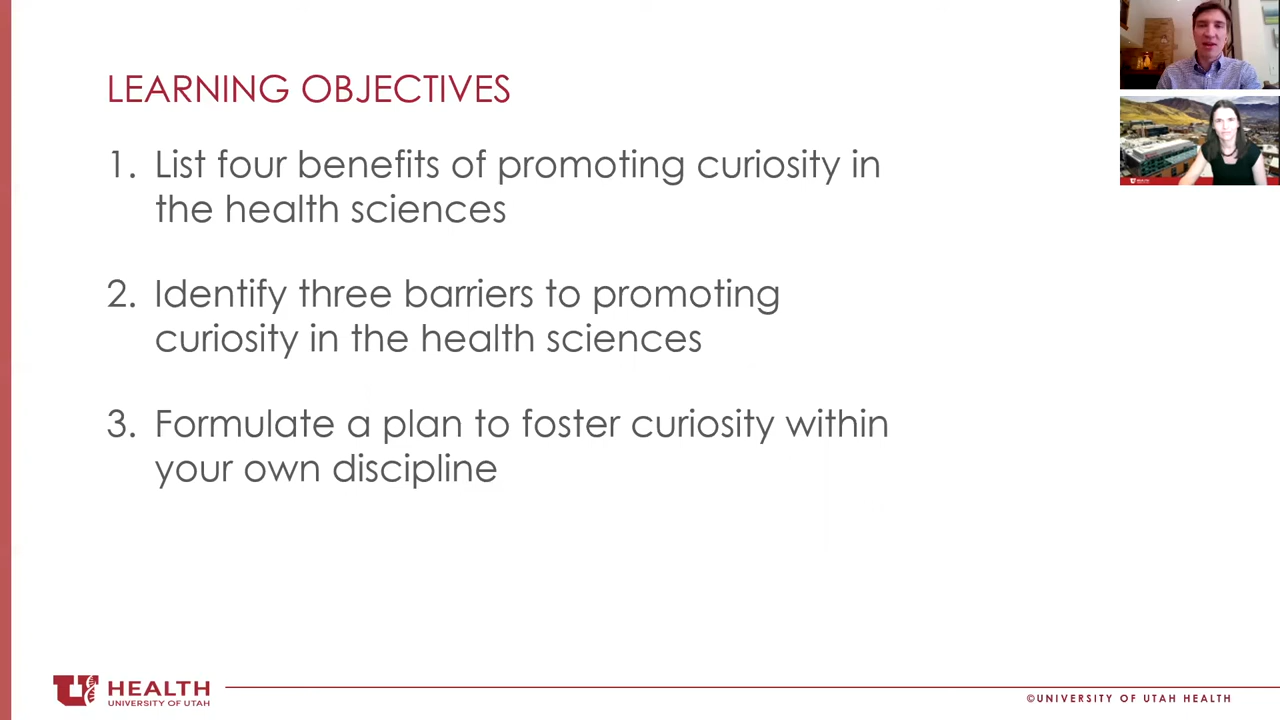 LEARNING OBJECTIVES
1. List four benefits of promoting curiosity in
the health sciences
2. Identify three barriers to promoting
curiosity in the health sciences
3. Formulate a plan to foster curiosity within
your own discipline
U HEALTH
UNIVERSITY OF UTAH
©UNIVERSITY OF UTAH HEALTH
U HEALTH